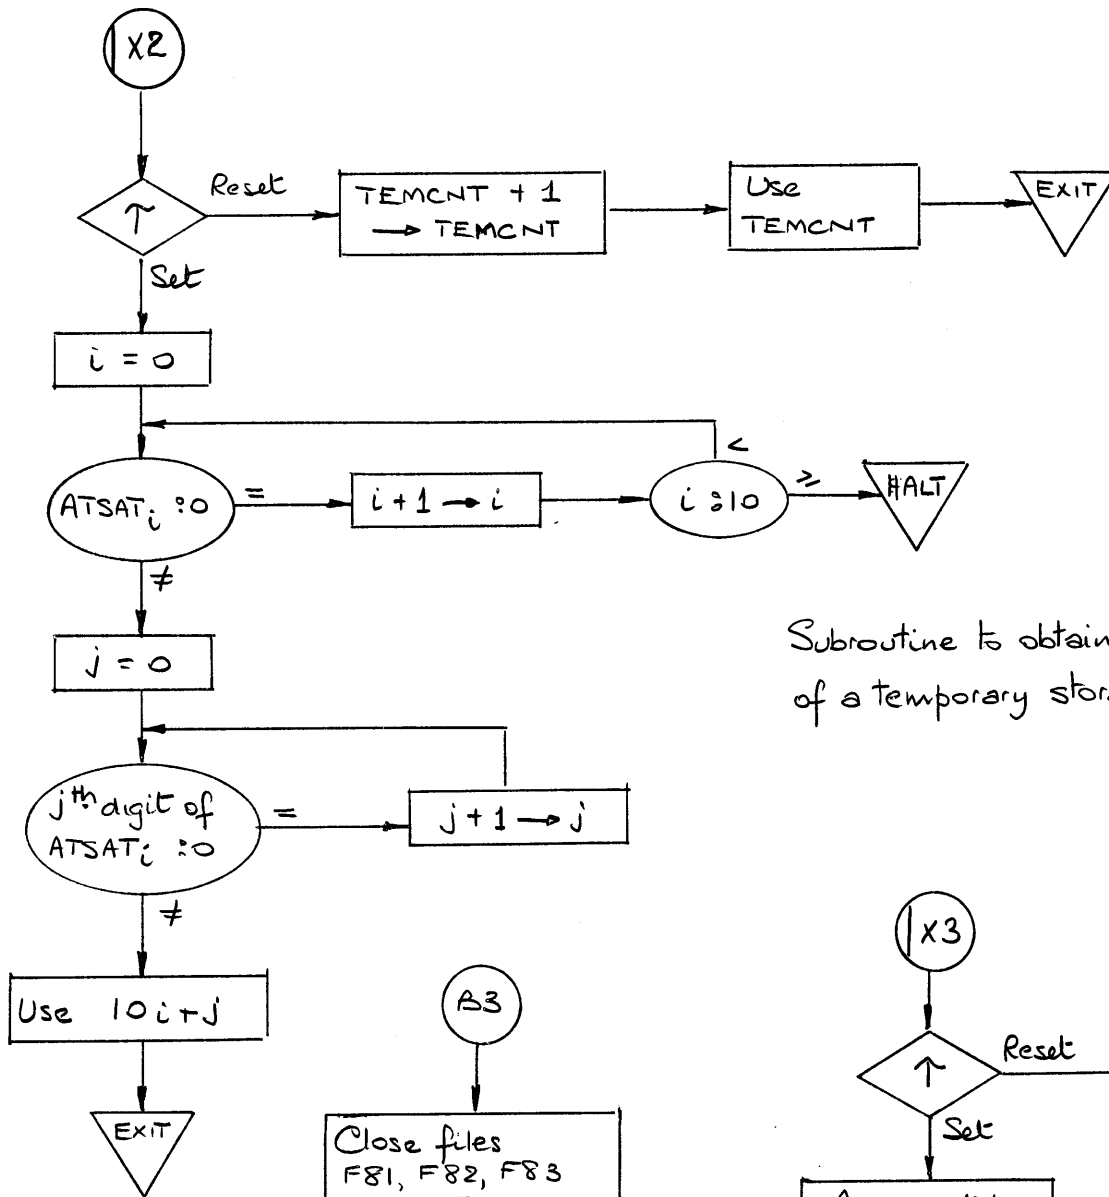 X2
↑
Reset
TEMCNT + 1
→ TEMCNT
Use
TEMCNT
EXIT
Set
i = 0
ATSATi : 0
=
i + 1 → i
i : 10
<
≥
HALT
≠
j = 0
Subroutine to obtain
of a temporary
jth digit of
ATSATi : 0
=
j + 1 → j
≠
Use 10i + j
EXIT
B3
Close files
F81, F82, F83
X3
↑
Reset
Set